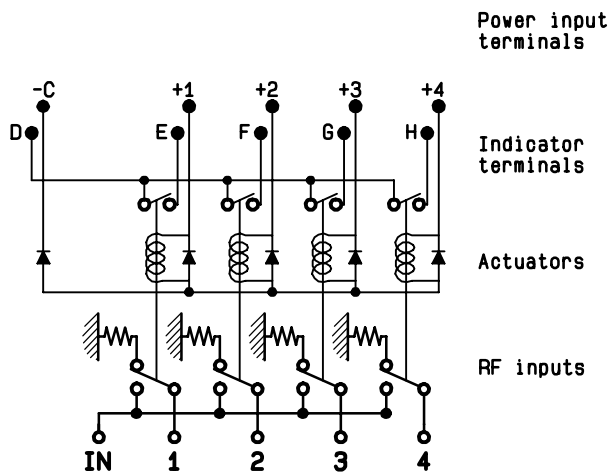 Power input
terminals
-C +1 +2 +3 +4
D E F G H
Indicator
terminals
Actuators
RF inputs
IN 1 2 3 4